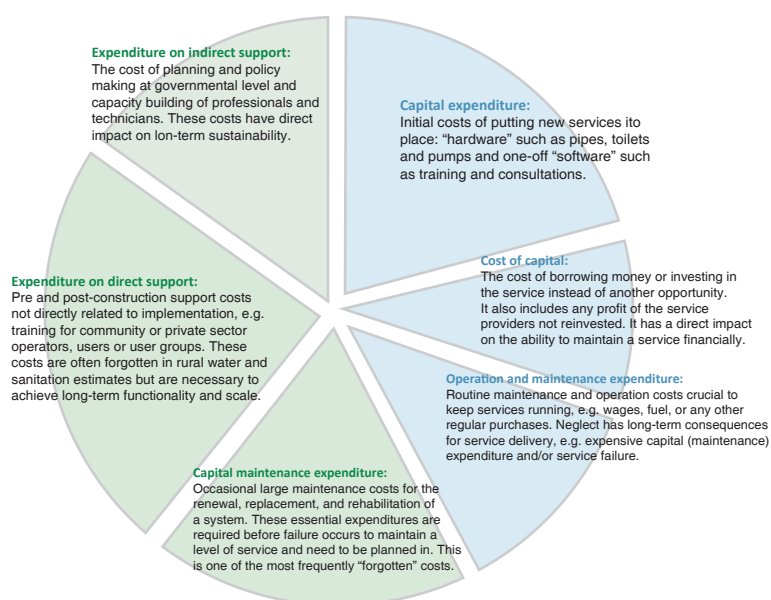 Expenditure on indirect support:
The cost of planning and policy
making at governmental level and
capacity building of professionals and
technicians. These costs have direct
impact on lon-term sustainability.
Capital expenditure:
Initial costs of putting new services ito
place: “hardware” such as pipes, toilets
and pumps and one-off “software” such
as training and consultations.
Cost of capital:
The cost of borrowing money or investing in
the service instead of another opportunity.
It also includes any profit of the service
providers not reinvested. It has a direct impact
on the ability to maintain a service financially.
Expenditure on direct support:
Pre and post-construction support costs
not directly related to implementation, e.g.
training for community or private sector
operators, users or user groups. These
costs are often forgotten in rural water and
sanitation estimates but are necessary to
achieve long-term functionality and scale.
Operation and maintenance expenditure:
Routine maintenance and operation costs crucial to
keep services running, e.g. wages, fuel, or any other
regular purchases. Neglect has long-term consequences
for service delivery, e.g. expensive capital (maintenance)
expenditure and/or service failure.
Capital maintenance expenditure:
Occasional large maintenance costs for the
renewal, replacement, and rehabilitation of
a system. These essential expenditures are
required before failure occurs to maintain a
level of service and need to be planned in. This
is one of the most frequently “forgotten” costs.